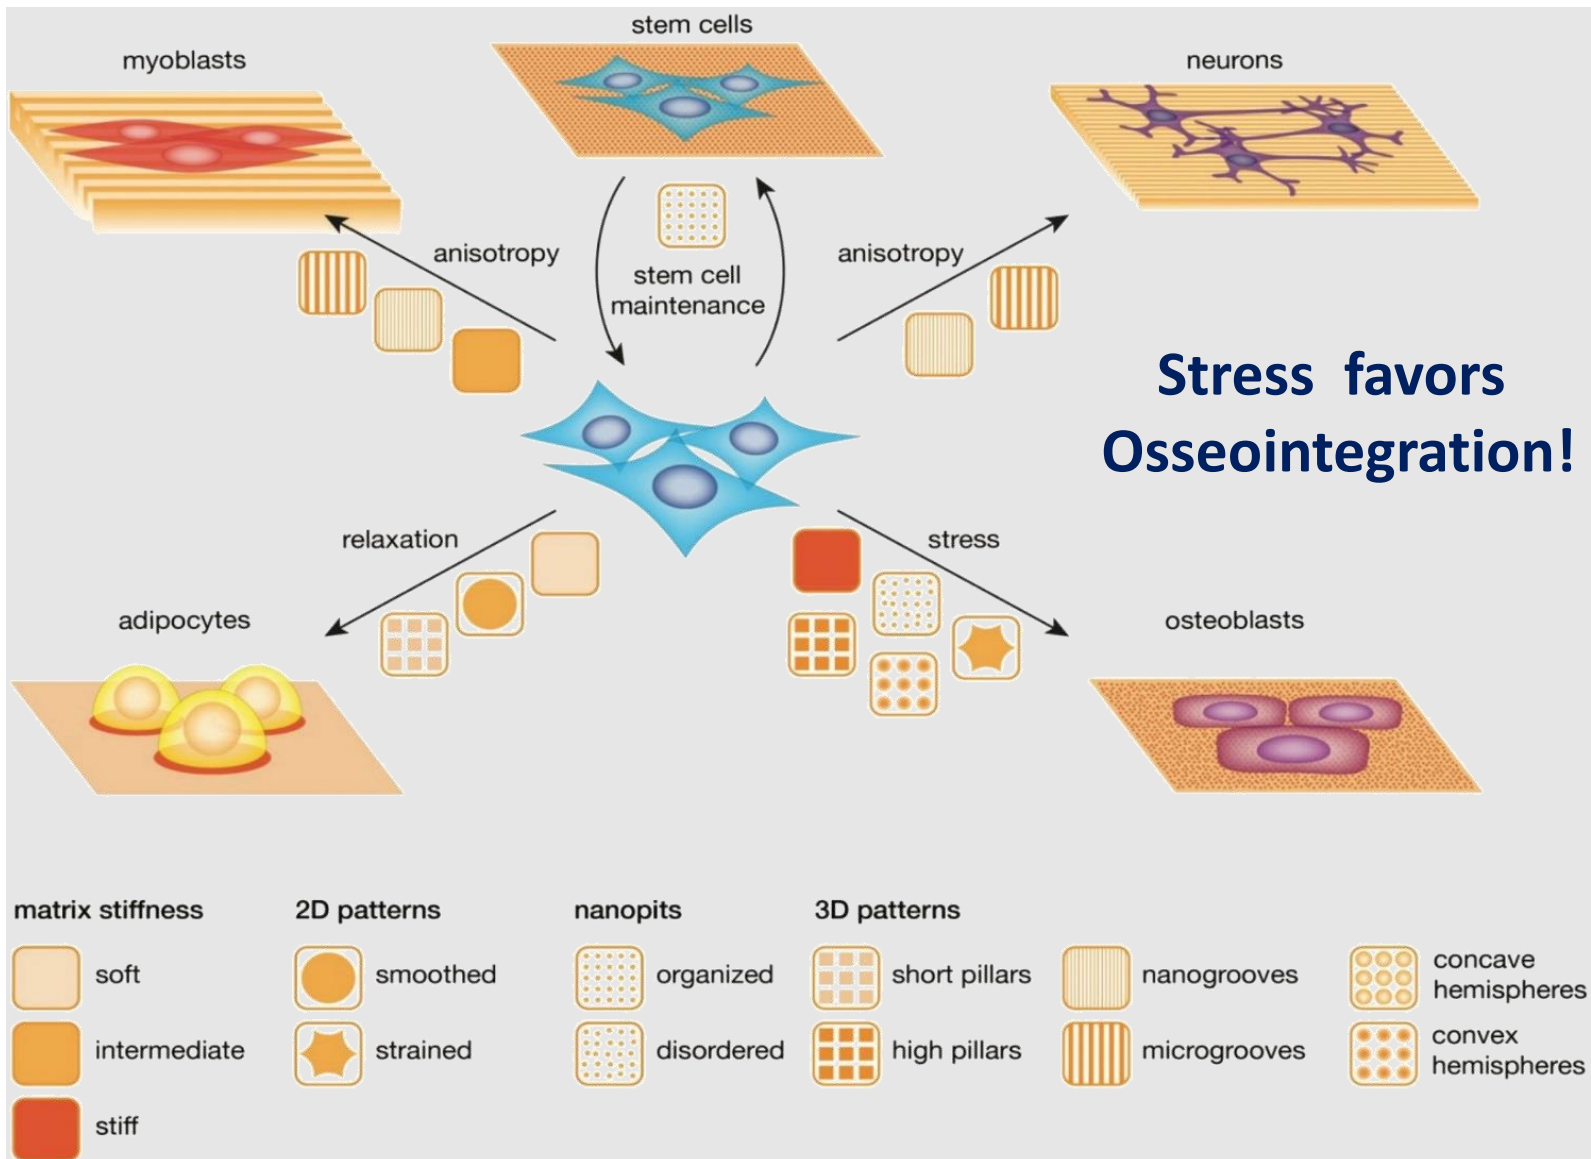 stem cells
myoblasts
neurons
anisotropy
stem cell
maintenance
anisotropy
Stress favors
Osseointegration!
relaxation
stress
adipocytes
osteoblasts
matrix stiffness
soft
intermediate
stiff
2D patterns
smoothed
strained
nanopits
organized
disordered
3D patterns
short pillars
high pillars
nanogrooves
microgrooves
concave
hemispheres
convex
hemispheres